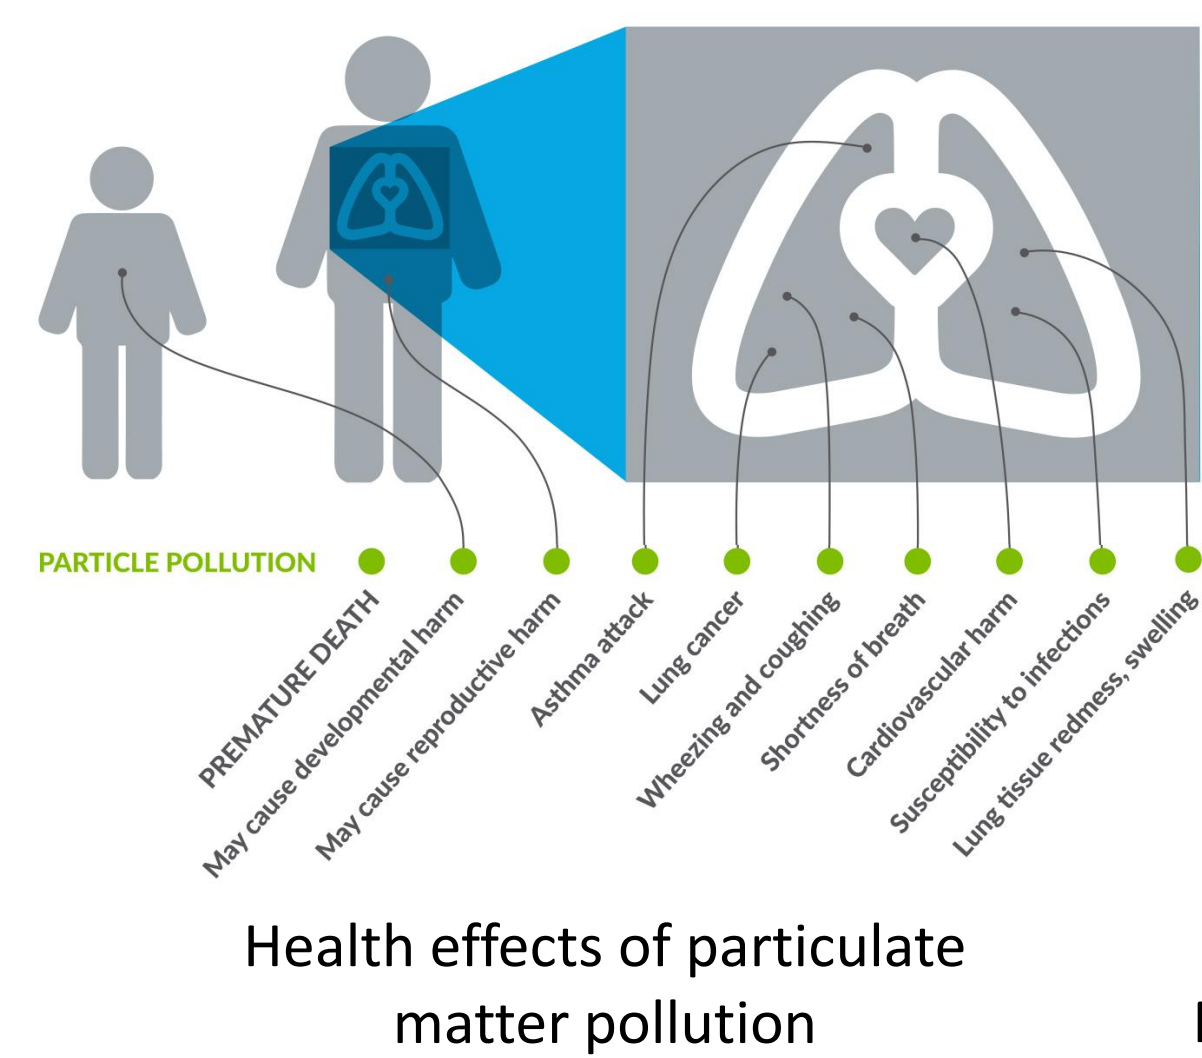 PARTICLE POLLUTION
PREMATURE DEATH
May cause developmental harm
May cause reproductive harm
Asthma attack
Lung cancer
Wheezing and coughing
Shortness of breath
Cardiovascular harm
Susceptibility to infections
Lung tissue redmess, swelling
Health effects of particulate
matter pollution